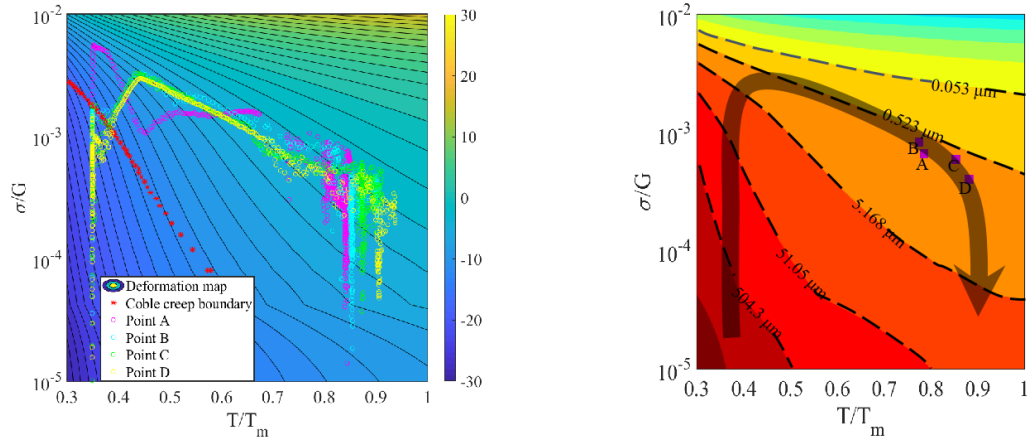 10^-2
10^-3
10^-4
10^-5
σ/G
0.3 0.4 0.5 0.6 0.7 0.8 0.9 1
T/T_m
30
20
10
0
-10
-20
-30
Deformation map
Coble creep boundary
Point A
Point B
Point C
Point D
10^-2
10^-3
10^-4
10^-5
σ/G
0.3 0.4 0.5 0.6 0.7 0.8 0.9 1
T/T_m
0.053 μm
0.523 μm
5.168 μm
51.05 μm
504.3 μm
B
A
C
D